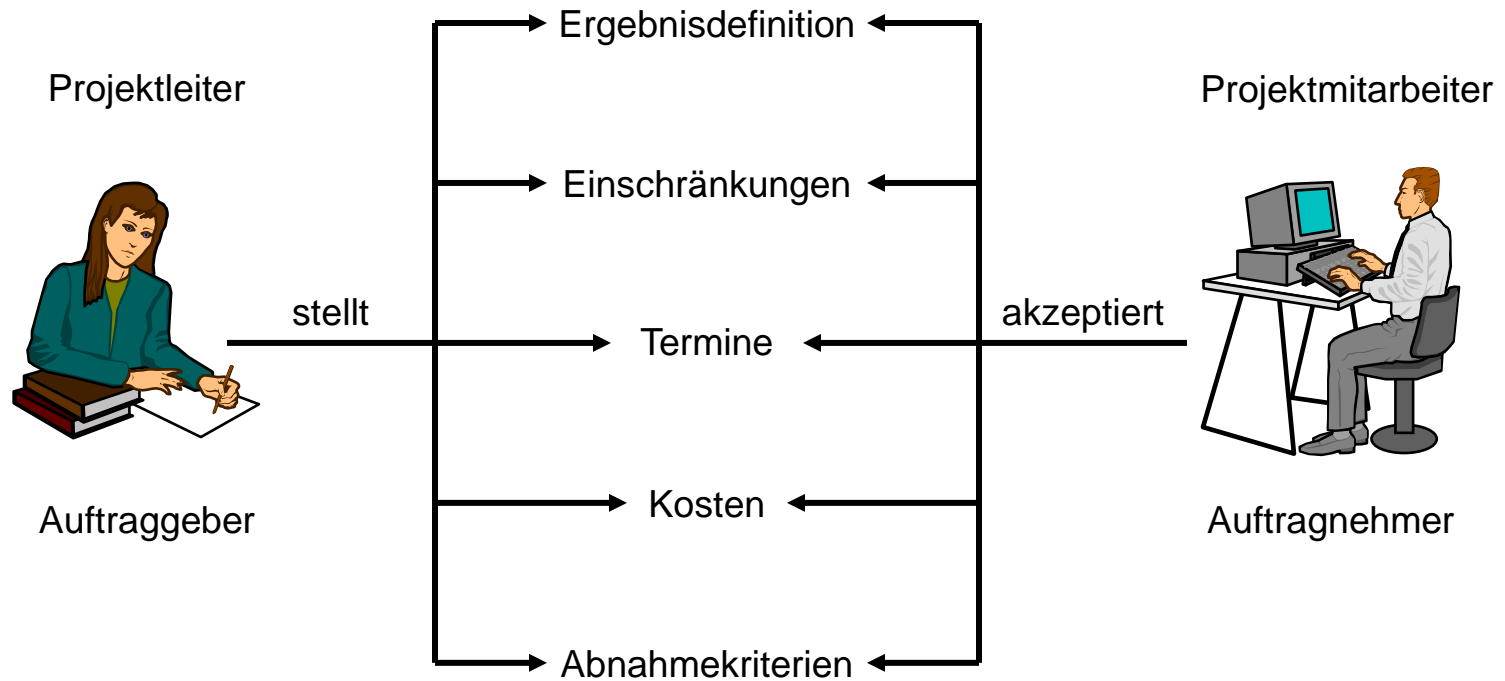 Ergebnisdefinition
Projektleiter
Projektmitarbeiter
Einschränkungen
stellt
akzeptiert
Termine
Kosten
Auftraggeber
Auftragnehmer
Abnahmekriterien